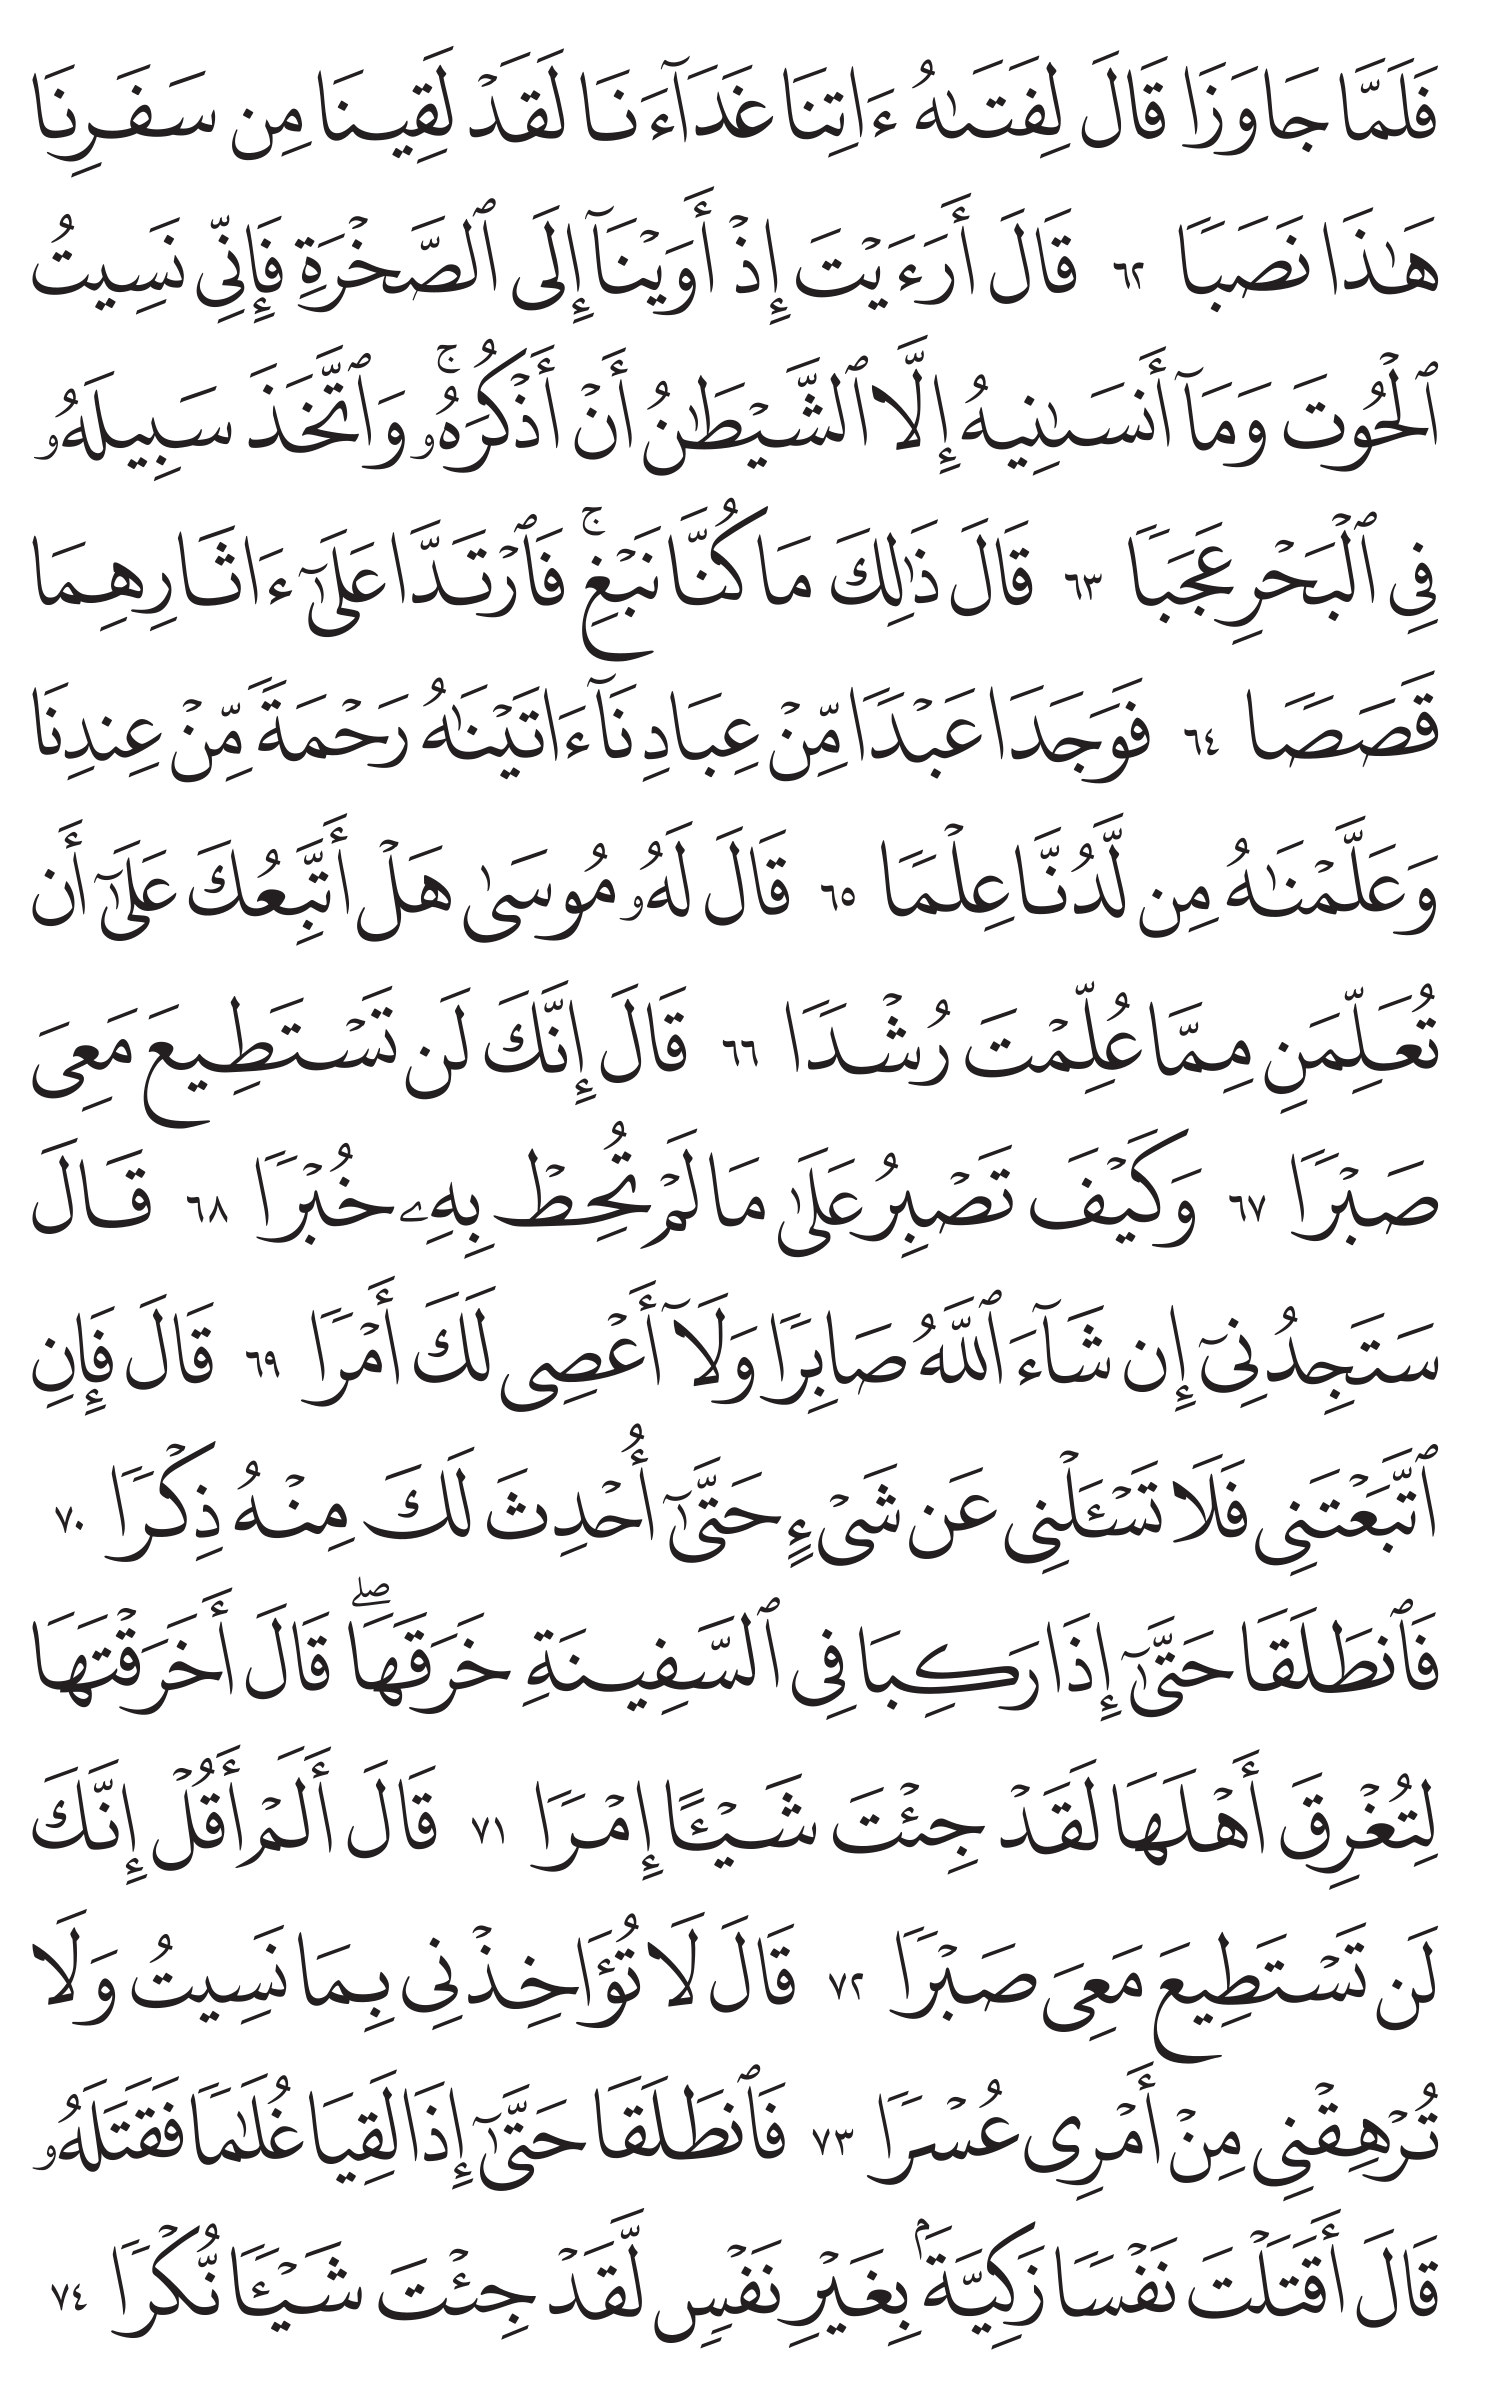 فَلَمَّا جَاوَزَا قَالَ لِفَتَىٰهُ ءَاتِنَا غَدَآءَنَا لَقَدۡ لَقِينَا مِن سَفَرِنَا
هَٰذَا نَصَبٗا ٦٢ قَالَ أَرَءَيۡتَ إِذۡ أَوَيۡنَآ إِلَى ٱلصَّخۡرَةِ فَإِنِّي نَسِيتُ
ٱلۡحُوتَ وَمَآ أَنسَىٰنِيهُ إِلَّا ٱلشَّيۡطَٰنُ أَنۡ أَذۡكُرَهُۥۚ وَٱتَّخَذَ سَبِيلَهُۥ
فِي ٱلۡبَحۡرِ عَجَبٗا ٦٣ قَالَ ذَٰلِكَ مَا كُنَّا نَبۡغِۚ فَٱرۡتَدَّا عَلَىٰٓ ءَاثَارِهِمَا
قَصَصٗا ٦٤ فَوَجَدَا عَبۡدٗا مِّنۡ عِبَادِنَآ ءَاتَيۡنَٰهُ رَحۡمَةٗ مِّنۡ عِندِنَا
وَعَلَّمۡنَٰهُ مِن لَّدُنَّا عِلۡمٗا ٦٥ قَالَ لَهُۥ مُوسَىٰ هَلۡ أَتَّبِعُكَ عَلَىٰٓ أَن
تُعَلِّمَنِ مِمَّا عُلِّمۡتَ رُشۡدٗا ٦٦ قَالَ إِنَّكَ لَن تَسۡتَطِيعَ مَعِيَ
صَبۡرٗا ٦٧ وَكَيۡفَ تَصۡبِرُ عَلَىٰ مَا لَمۡ تُحِطۡ بِهِۦ خُبۡرٗا ٦٨ قَالَ
سَتَجِدُنِيٓ إِن شَآءَ ٱللَّهُ صَابِرٗا وَلَآ أَعۡصِي لَكَ أَمۡرٗا ٦٩ قَالَ فَإِنِ
ٱتَّبَعۡتَنِي فَلَا تَسۡـَٔلۡنِي عَن شَيۡءٍ حَتَّىٰٓ أُحۡدِثَ لَكَ مِنۡهُ ذِكۡرٗا ٧٠
فَٱنطَلَقَا حَتَّىٰٓ إِذَا رَكِبَا فِي ٱلسَّفِينَةِ خَرَقَهَاۖ قَالَ أَخَرَقۡتَهَا
لِتُغۡرِقَ أَهۡلَهَا لَقَدۡ جِئۡتَ شَيۡـًٔا إِمۡرٗا ٧١ قَالَ أَلَمۡ أَقُلۡ إِنَّكَ
لَن تَسۡتَطِيعَ مَعِيَ صَبۡرٗا ٧٢ قَالَ لَا تُؤَاخِذۡنِي بِمَا نَسِيتُ وَلَا
تُرۡهِقۡنِي مِنۡ أَمۡرِي عُسۡرٗا ٧٣ فَٱنطَلَقَا حَتَّىٰٓ إِذَا لَقِيَا غُلَٰمٗا فَقَتَلَهُۥ
قَالَ أَقَتَلۡتَ نَفۡسٗا زَكِيَّةَۢ بِغَيۡرِ نَفۡسٖ لَّقَدۡ جِئۡتَ شَيۡـٔٗا نُّكۡرٗا ٧٤